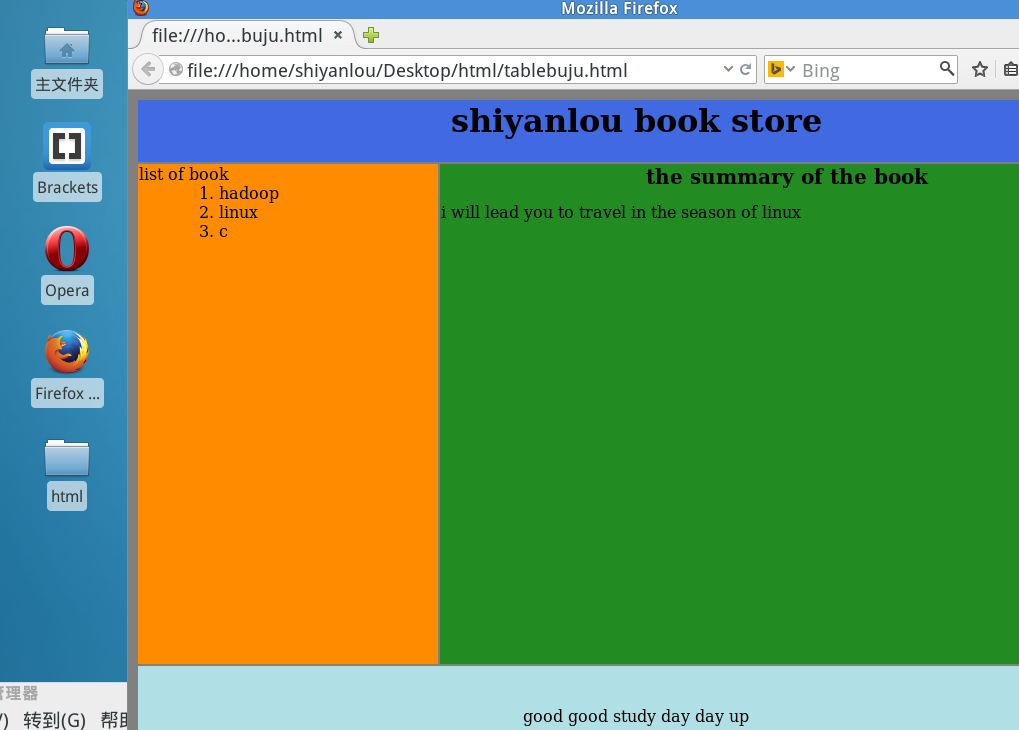 Mozilla Firefox
file:///ho...buju.html
file:///home/shiyanlou/Desktop/html/tablebuju.html
Bing
主文件夹
Brackets
Opera
Firefox ...
html
shiyanlou book store
list of book
1. hadoop
2. linux
3. c
the summary of the book
i will lead you to travel in the season of linux
good good study day day up
管理器
转到(G) 帮助